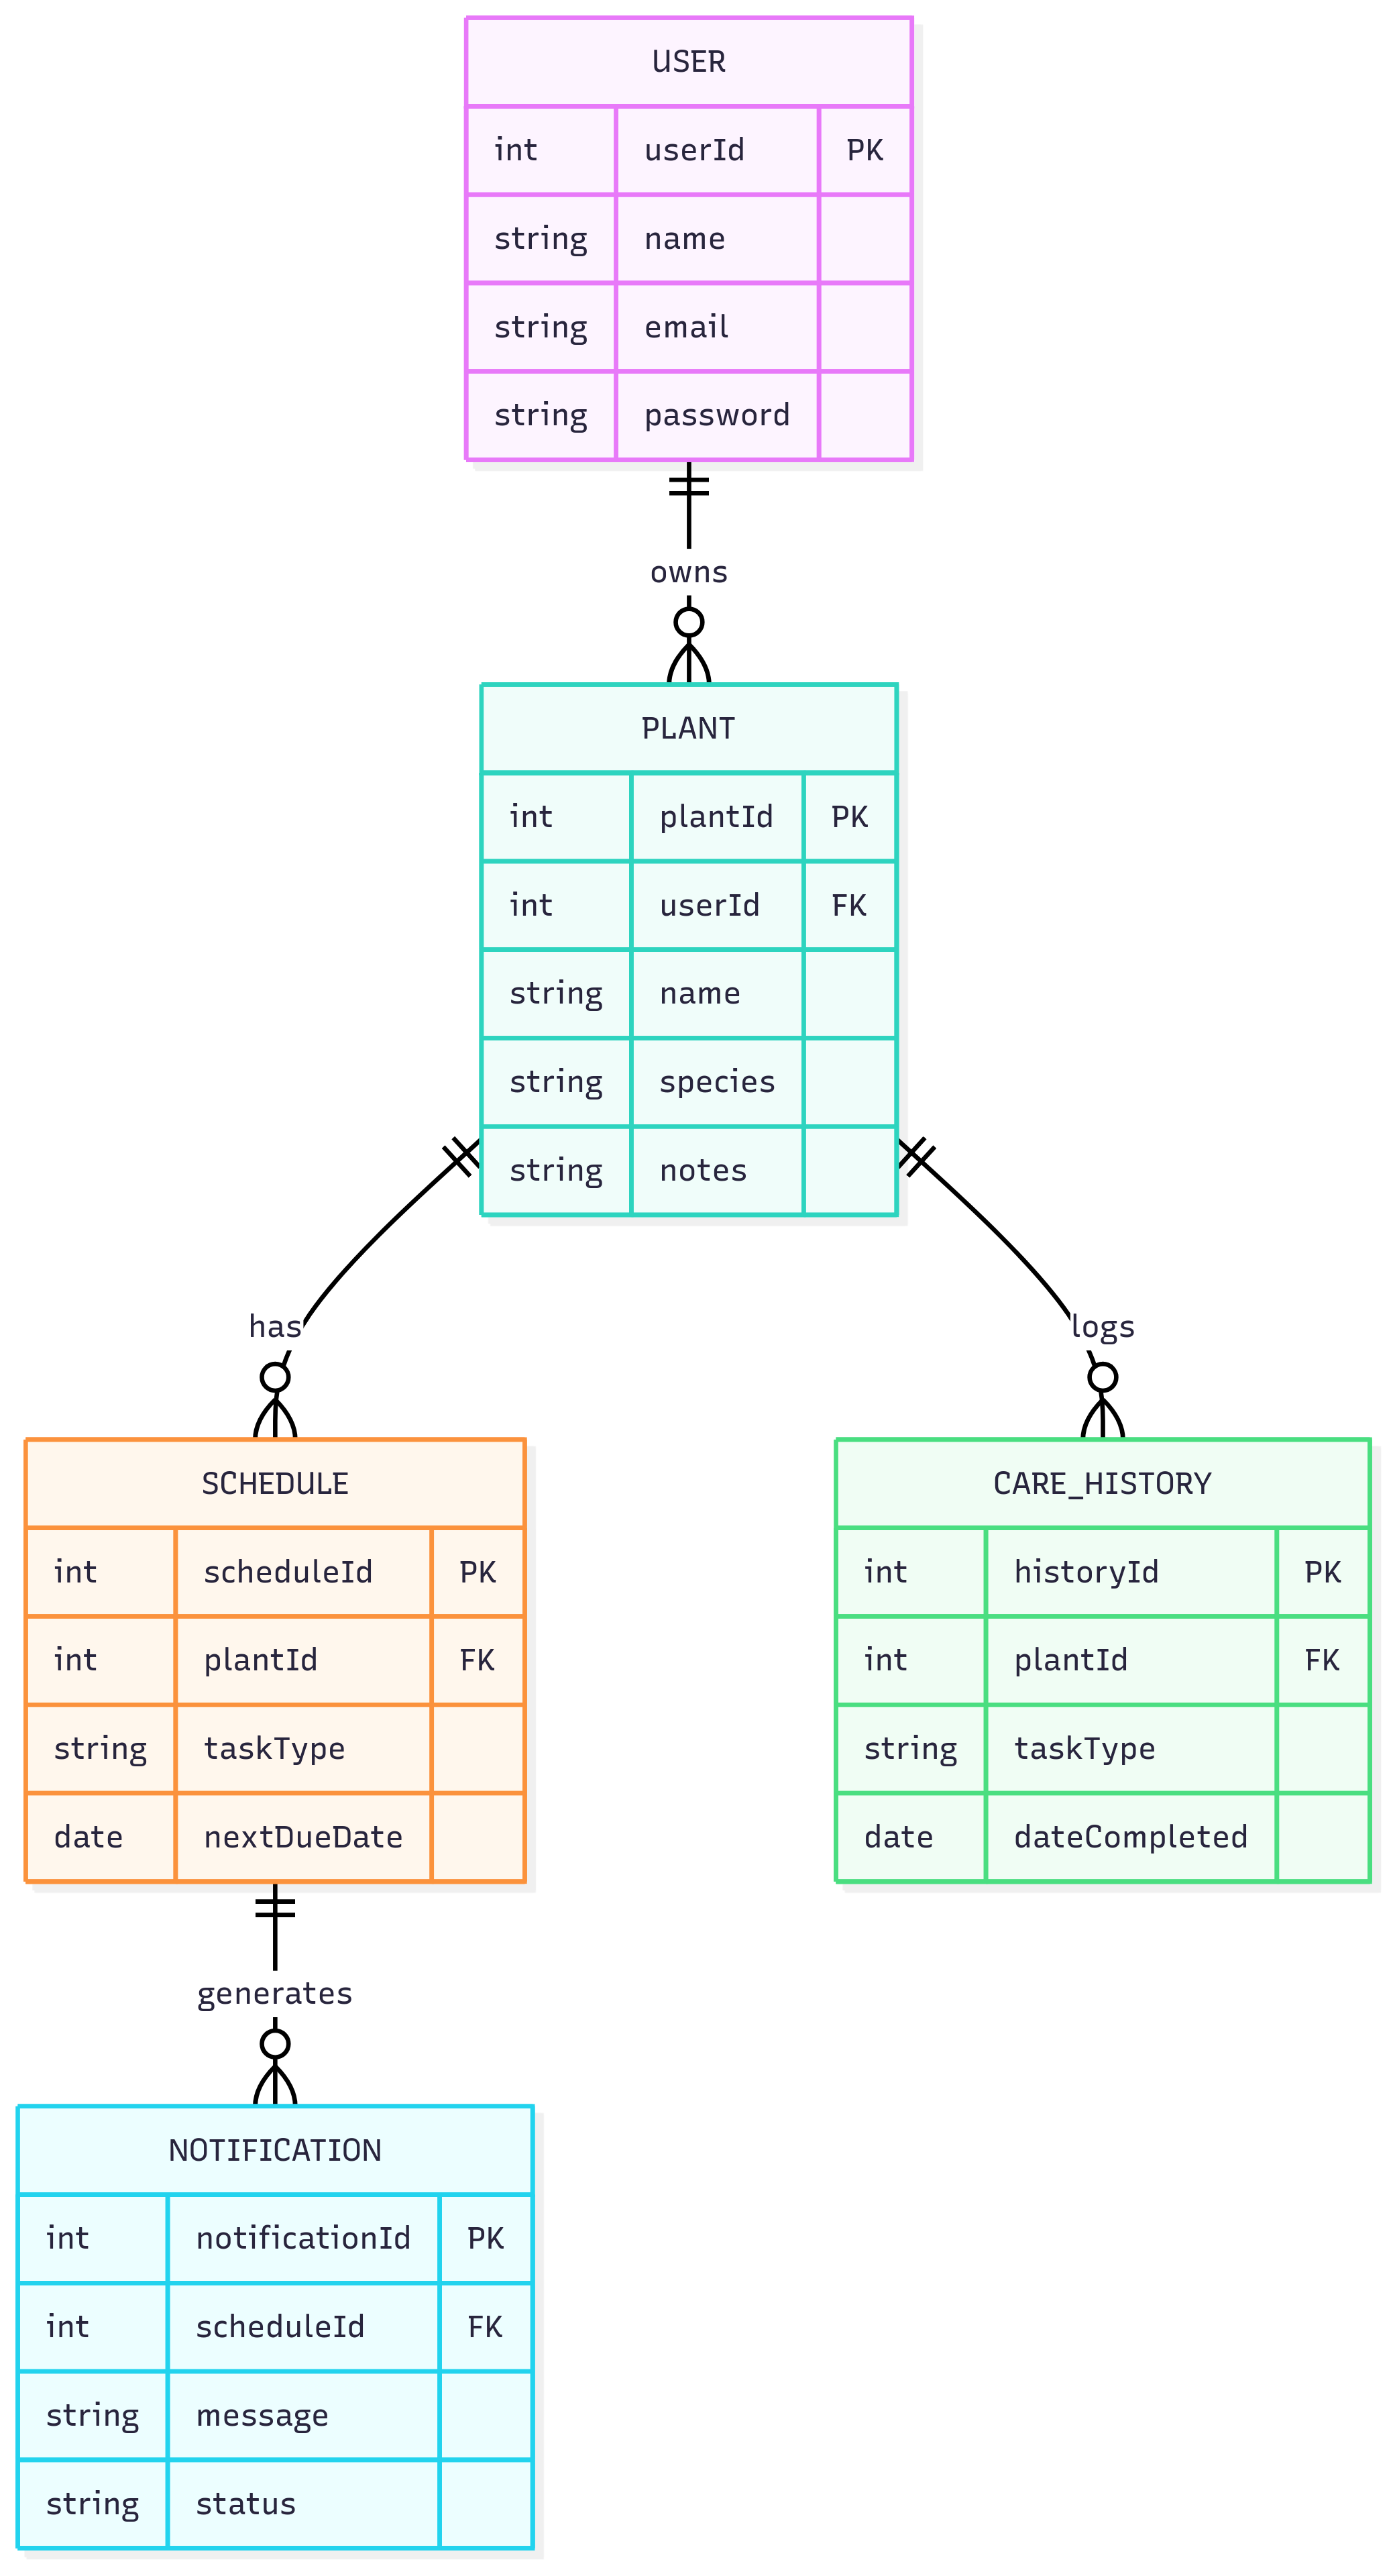 USER
int userId PK
string name
string email
string password
owns
PLANT
int plantId PK
int userId FK
string name
string species
string notes
has
logs
SCHEDULE
int scheduleId PK
int plantId FK
string taskType
date nextDueDate
CARE_HISTORY
int historyId PK
int plantId FK
string taskType
date dateCompleted
generates
NOTIFICATION
int notificationId PK
int scheduleId FK
string message
string status